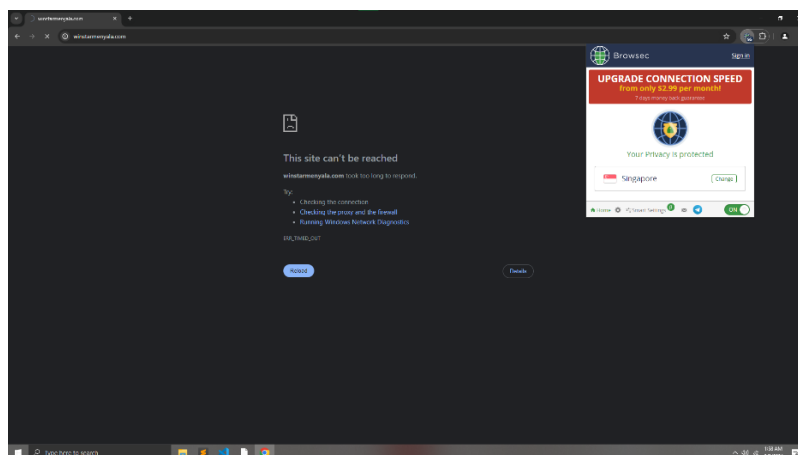 winstarmenyala.com
winstarmenyala.com
Browsec
Sign in
UPGRADE CONNECTION SPEED
from only $2.99 per month!
7-days money back guarantee
Your Privacy is protected
Singapore
Change
Home
Smart Settings
ON
This site can't be reached
winstarmenyala.com took too long to respond.
Try:
Checking the connection
Checking the proxy and the firewall
Running Windows Network Diagnostics
ERR_TIMED_OUT
Reload
Details
Type here to search
1:58 AM